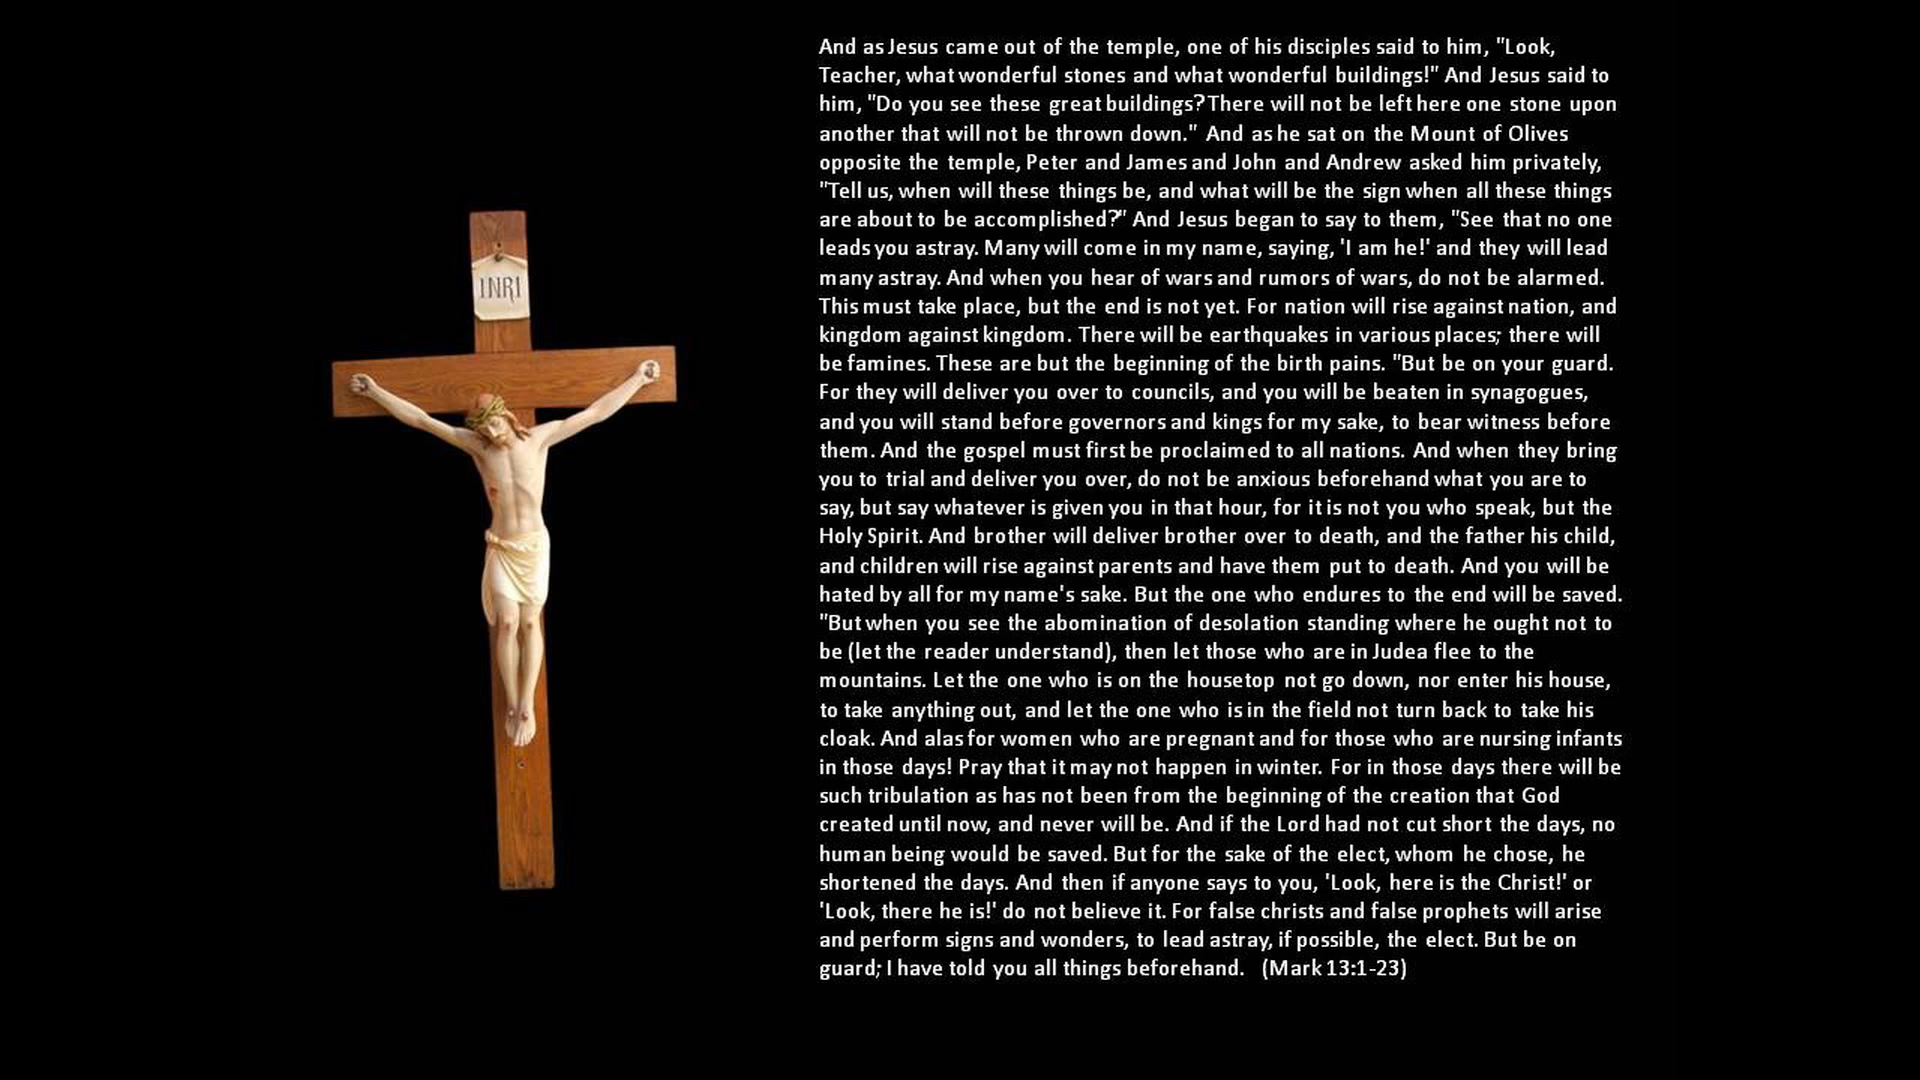 INRI
And as Jesus came out of the temple, one of his disciples said to him, "Look,
Teacher, what wonderful stones and what wonderful buildings!" And Jesus said to
him, "Do you see these great buildings? There will not be left here one stone upon
another that will not be thrown down." And as he sat on the Mount of Olives
opposite the temple, Peter and James and John and Andrew asked him privately,
"Tell us, when will these things be, and what will be the sign when all these things
are about to be accomplished?" And Jesus began to say to them, "See that no one
leads you astray. Many will come in my name, saying, 'I am he!' and they will lead
many astray. And when you hear of wars and rumors of wars, do not be alarmed.
This must take place, but the end is not yet. For nation will rise against nation, and
kingdom against kingdom. There will be earthquakes in various places; there will
be famines. These are but the beginning of the birth pains. "But be on your guard.
For they will deliver you over to councils, and you will be beaten in synagogues,
and you will stand before governors and kings for my sake, to bear witness before
them. And the gospel must first be proclaimed to all nations. And when they bring
you to trial and deliver you over, do not be anxious beforehand what you are to
say, but say whatever is given you in that hour, for it is not you who speak, but the
Holy Spirit. And brother will deliver brother over to death, and the father his child,
and children will rise against parents and have them put to death. And you will be
hated by all for my name's sake. But the one who endures to the end will be saved.
"But when you see the abomination of desolation standing where he ought not to
be (let the reader understand), then let those who are in Judea flee to the
mountains. Let the one who is on the housetop not go down, nor enter his house,
to take anything out, and let the one who is in the field not turn back to take his
cloak. And alas for women who are pregnant and for those who are nursing infants
in those days! Pray that it may not happen in winter. For in those days there will be
such tribulation as has not been from the beginning of the creation that God
created until now, and never will be. And if the Lord had not cut short the days, no
human being would be saved. But for the sake of the elect, whom he chose, he
shortened the days. And then if anyone says to you, 'Look, here is the Christ!' or
'Look, there he is!' do not believe it. For false christs and false prophets will arise
and perform signs and wonders, to lead astray, if possible, the elect. But be on
guard; I have told you all things beforehand. (Mark 13:1-23)